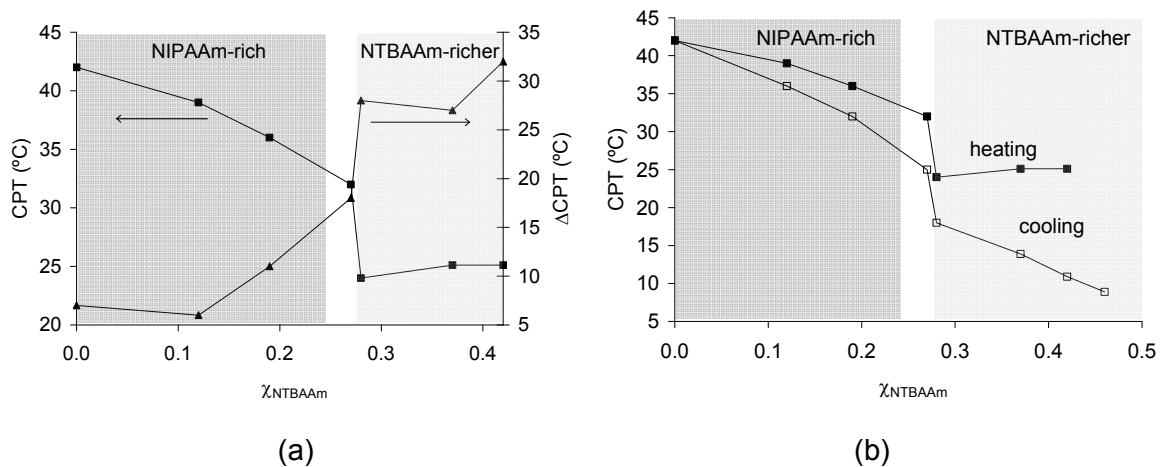 NIPAAm-rich
NTBAAm-richer
CPT (ºC)
45
40
35
30
25
20
35
30
25
20
15
10
5
ΔCPT (ºC)
0.0 0.1 0.2 0.3 0.4
χNTBAAm
(a)
NIPAAm-rich
NTBAAm-richer
CPT (ºC)
45
40
35
30
25
20
15
10
5
heating
cooling
0.0 0.1 0.2 0.3 0.4 0.5
χNTBAAm
(b)